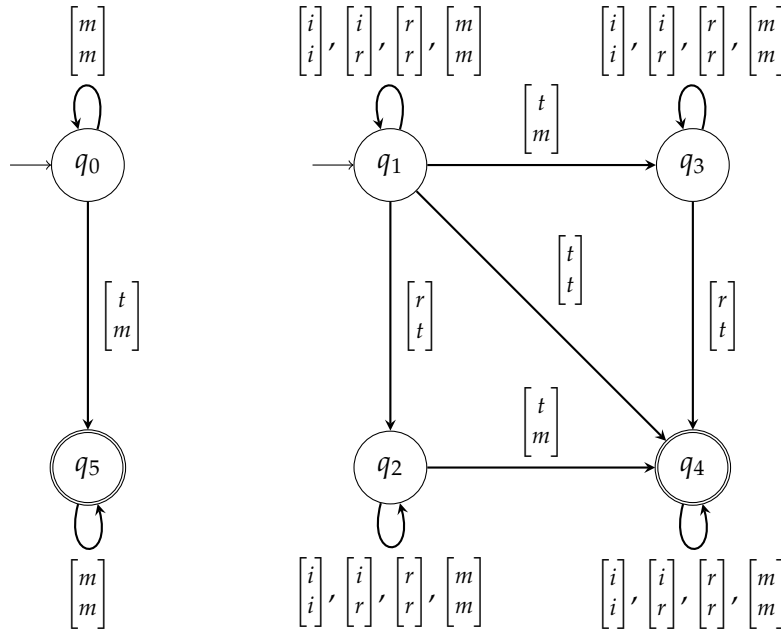 [m m]
[i i], [i r], [r r], [m m]
[i i], [i r], [r r], [m m]
[t m]
q0
q1
q3
[t m]
[r t]
[t t]
[r t]
[t m]
q5
q2
q4
[m m]
[i i], [i r], [r r], [m m]
[i i], [i r], [r r], [m m]